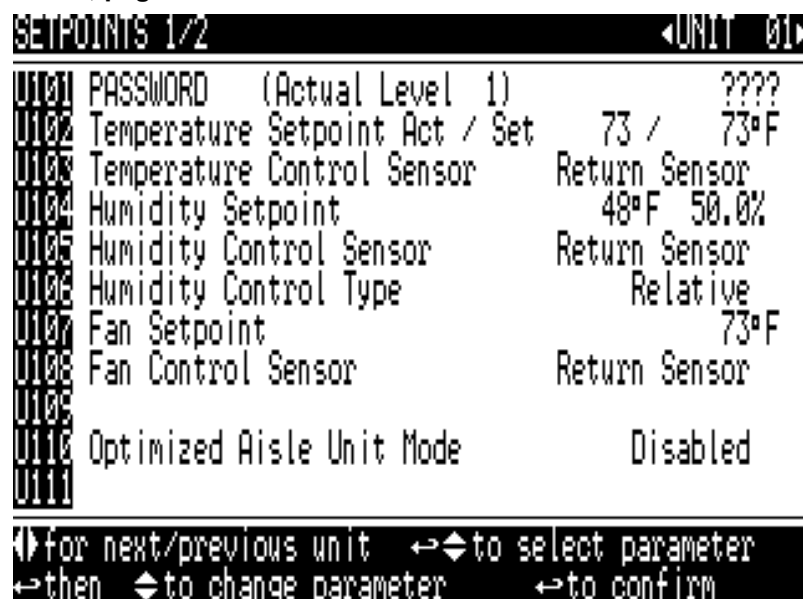 SETPOINTS 1/2 ◂UNIT 01▸
U101 PASSWORD (Actual Level 1) ????
U102 Temperature Setpoint Act / Set 73 / 73°F
U103 Temperature Control Sensor Return Sensor
U104 Humidity Setpoint 48°F 50.0%
U105 Humidity Control Sensor Return Sensor
U106 Humidity Control Type Relative
U107 Fan Setpoint 73°F
U108 Fan Control Sensor Return Sensor
U109
U110 Optimized Aisle Unit Mode Disabled
U111
◂▸for next/previous unit ↩◆to select parameter
↩then ◆to change parameter ↩to confirm